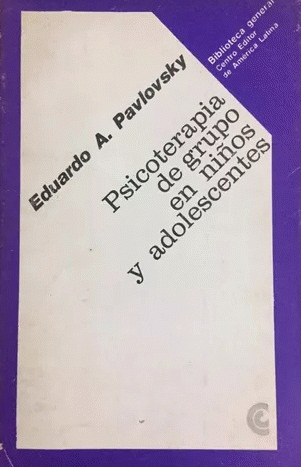 Biblioteca general
Centro Editor
de América Latina
Eduardo A. Pavlovsky
Psicoterapia
de grupo
en niños
y adolescentes